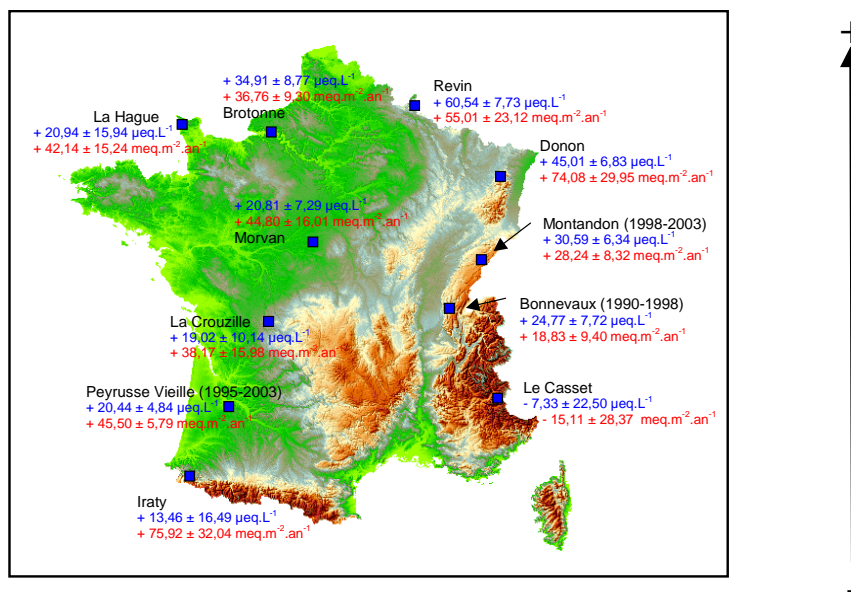 + 34,91 ± 8,77 µeq.L-1
+ 36,76 ± 9,30 meq.m-2.an-1
Brotonne
Revin
+ 60,54 ± 7,73 µeq.L-1
+ 55,01 ± 23,12 meq.m-2.an-1
La Hague
+ 20,94 ± 15,94 µeq.L-1
+ 42,14 ± 15,24 meq.m-2.an-1
Donon
+ 45,01 ± 6,83 µeq.L-1
+ 74,08 ± 29,95 meq.m-2.an-1
+ 20,81 ± 7,29 µeq.L-1
+ 44,80 ± 16,01 meq.m-2.an-1
Morvan
Montandon (1998-2003)
+ 30,59 ± 6,34 µeq.L-1
+ 28,24 ± 8,32 meq.m-2.an-1
Bonnevaux (1990-1998)
+ 24,77 ± 7,72 µeq.L-1
+ 18,83 ± 9,40 meq.m-2.an-1
La Crouzille
+ 19,02 ± 10,14 µeq.L-1
+ 38,17 ± 15,98 meq.m-2.an-1
Peyrusse Vieille (1995-2003)
+ 20,44 ± 4,84 µeq.L-1
+ 45,50 ± 5,79 meq.m-2.an-1
Le Casset
- 7,33 ± 22,50 µeq.L-1
- 15,11 ± 28,37 meq.m-2.an-1
Iraty
+ 13,46 ± 16,49 µeq.L-1
+ 75,92 ± 32,04 meq.m-2.an-1
+
-